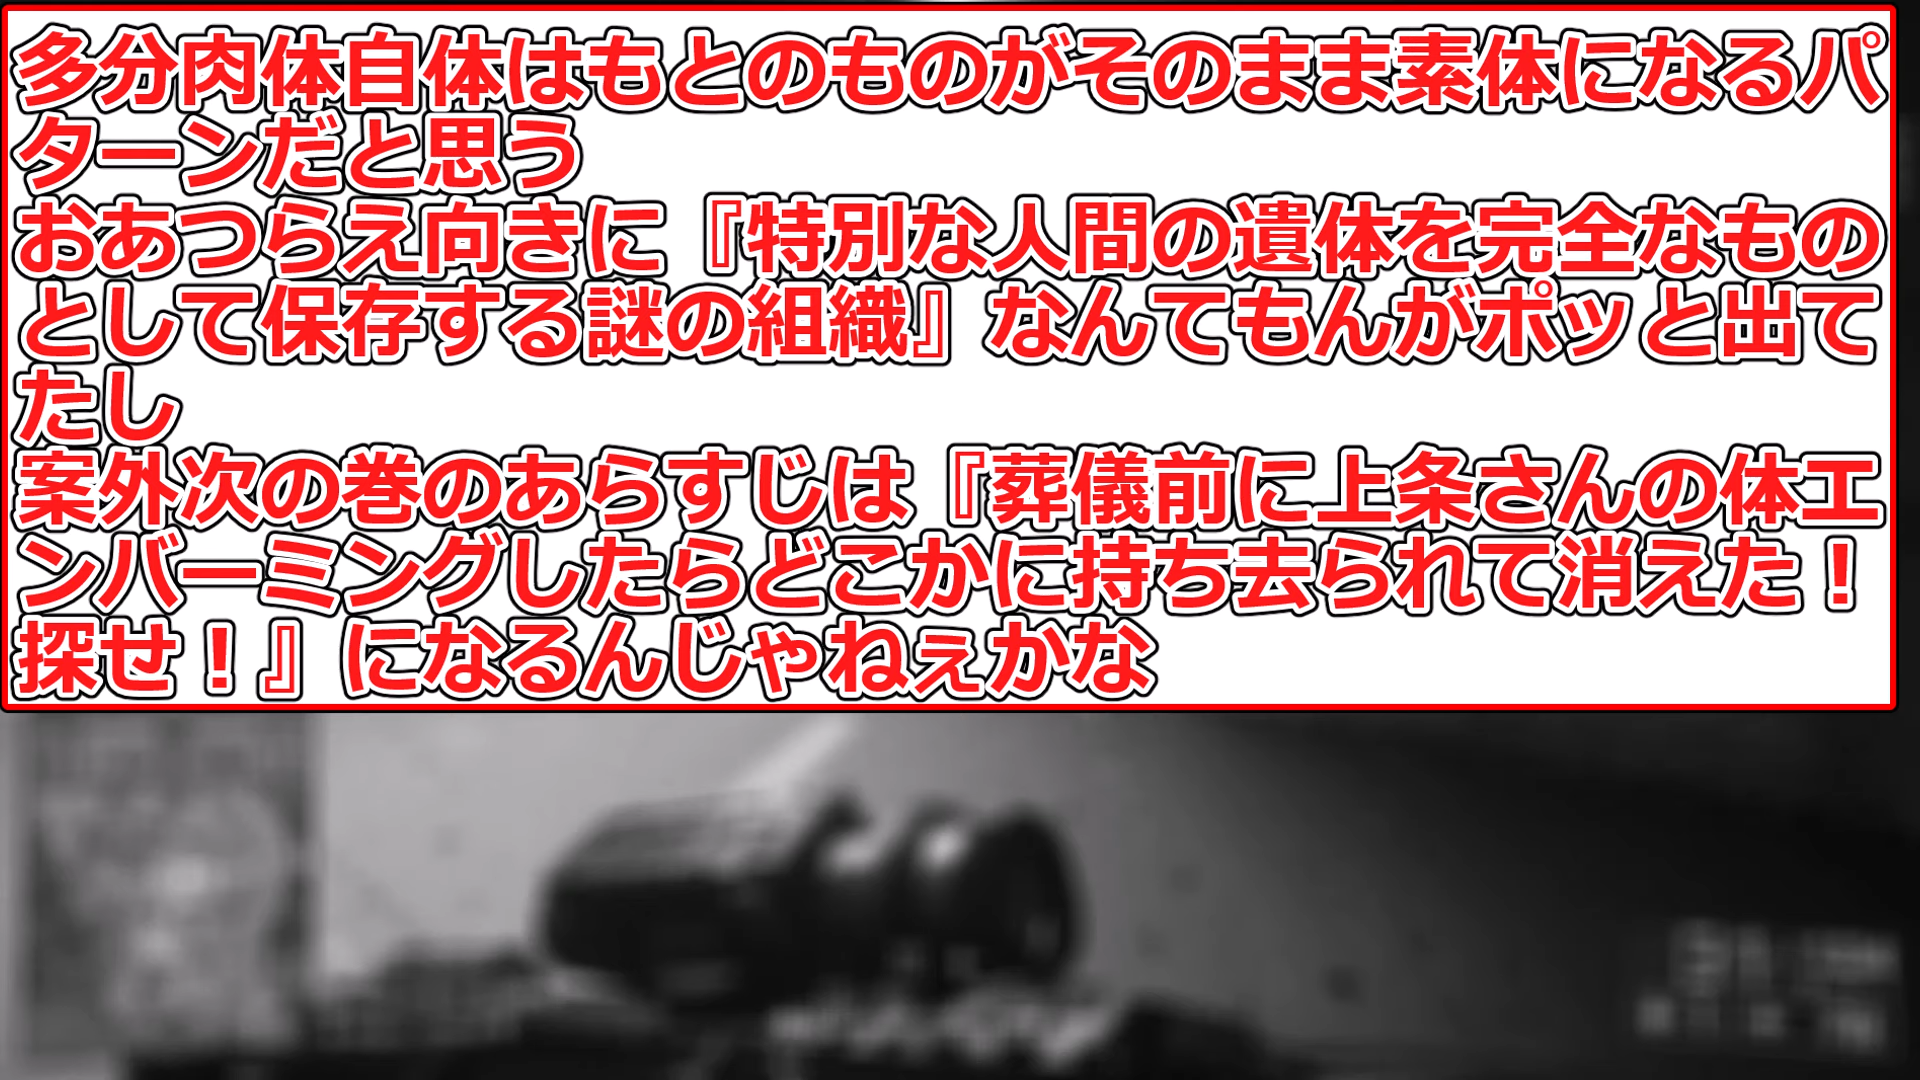 多分肉体自体はもとのものがそのまま素体になるパ
ターンだと思う
おあつらえ向きに『特別な人間の遺体を完全なもの
として保存する謎の組織』なんてもんがポッと出て
たし
案外次の巻のあらすじは『葬儀前に上条さんの体エ
ンバーミングしたらどこかに持ち去られて消えた！
探せ！』になるんじゃねぇかな